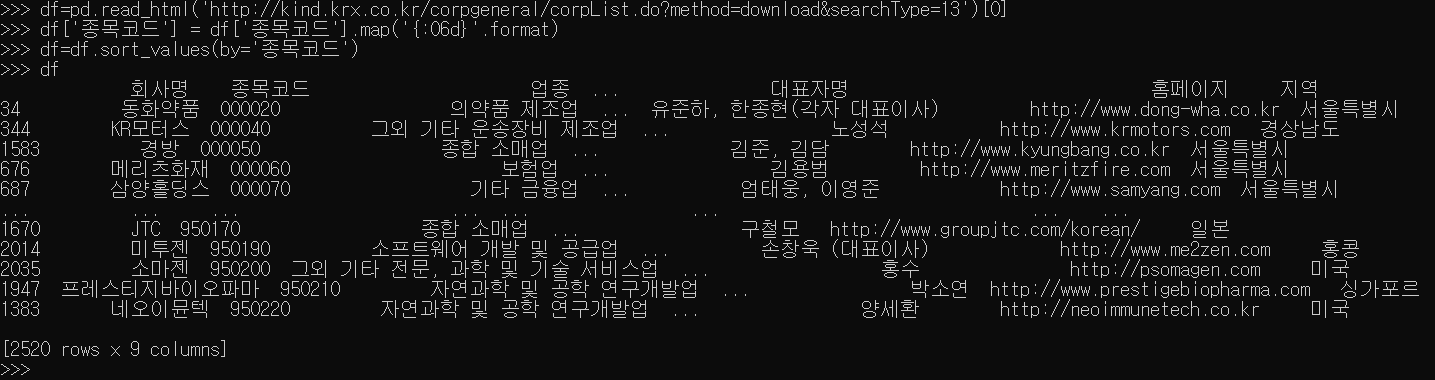 >>> df=pd.read_html('http://kind.krx.co.kr/corpgeneral/corpList.do?method=download&searchType=13')[0]
>>> df['종목코드'] = df['종목코드'].map('{:06d}'.format)
>>> df=df.sort_values(by='종목코드')
>>> df
회사명 종목코드 업종 ... 대표자명 홈페이지 지역
34 동화약품 000020 의약품 제조업 ... 유준하, 한종현(각자 대표이사) http://www.dong-wha.co.kr 서울특별시
344 KR모터스 000040 그외 기타 운송장비 제조업 ... 노성석 http://www.krmotors.com 경상남도
1583 경방 000050 종합 소매업 ... 김준, 김담 http://www.kyungbang.co.kr 서울특별시
676 메리츠화재 000060 보험업 ... 김용범 http://www.meritzfire.com 서울특별시
687 삼양홀딩스 000070 기타 금융업 ... 엄태웅, 이영준 http://www.samyang.com 서울특별시
... ... ... ... ... ... ... ...
1670 JTC 950170 종합 소매업 ... 구철모 http://www.groupjtc.com/korean/ 일본
2014 미투젠 950190 소프트웨어 개발 및 공급업 ... 손창욱 (대표이사) http://www.me2zen.com 홍콩
2035 소마젠 950200 그외 기타 전문, 과학 및 기술 서비스업 ... 홍수 http://psomagen.com 미국
1947 프레스티지바이오파마 950210 자연과학 및 공학 연구개발업 ... 박소연 http://www.prestigebiopharma.com 싱가포르
1383 네오이뮨텍 950220 자연과학 및 공학 연구개발업 ... 양세환 http://neoimmunetech.co.kr 미국
[2520 rows x 9 columns]
>>>